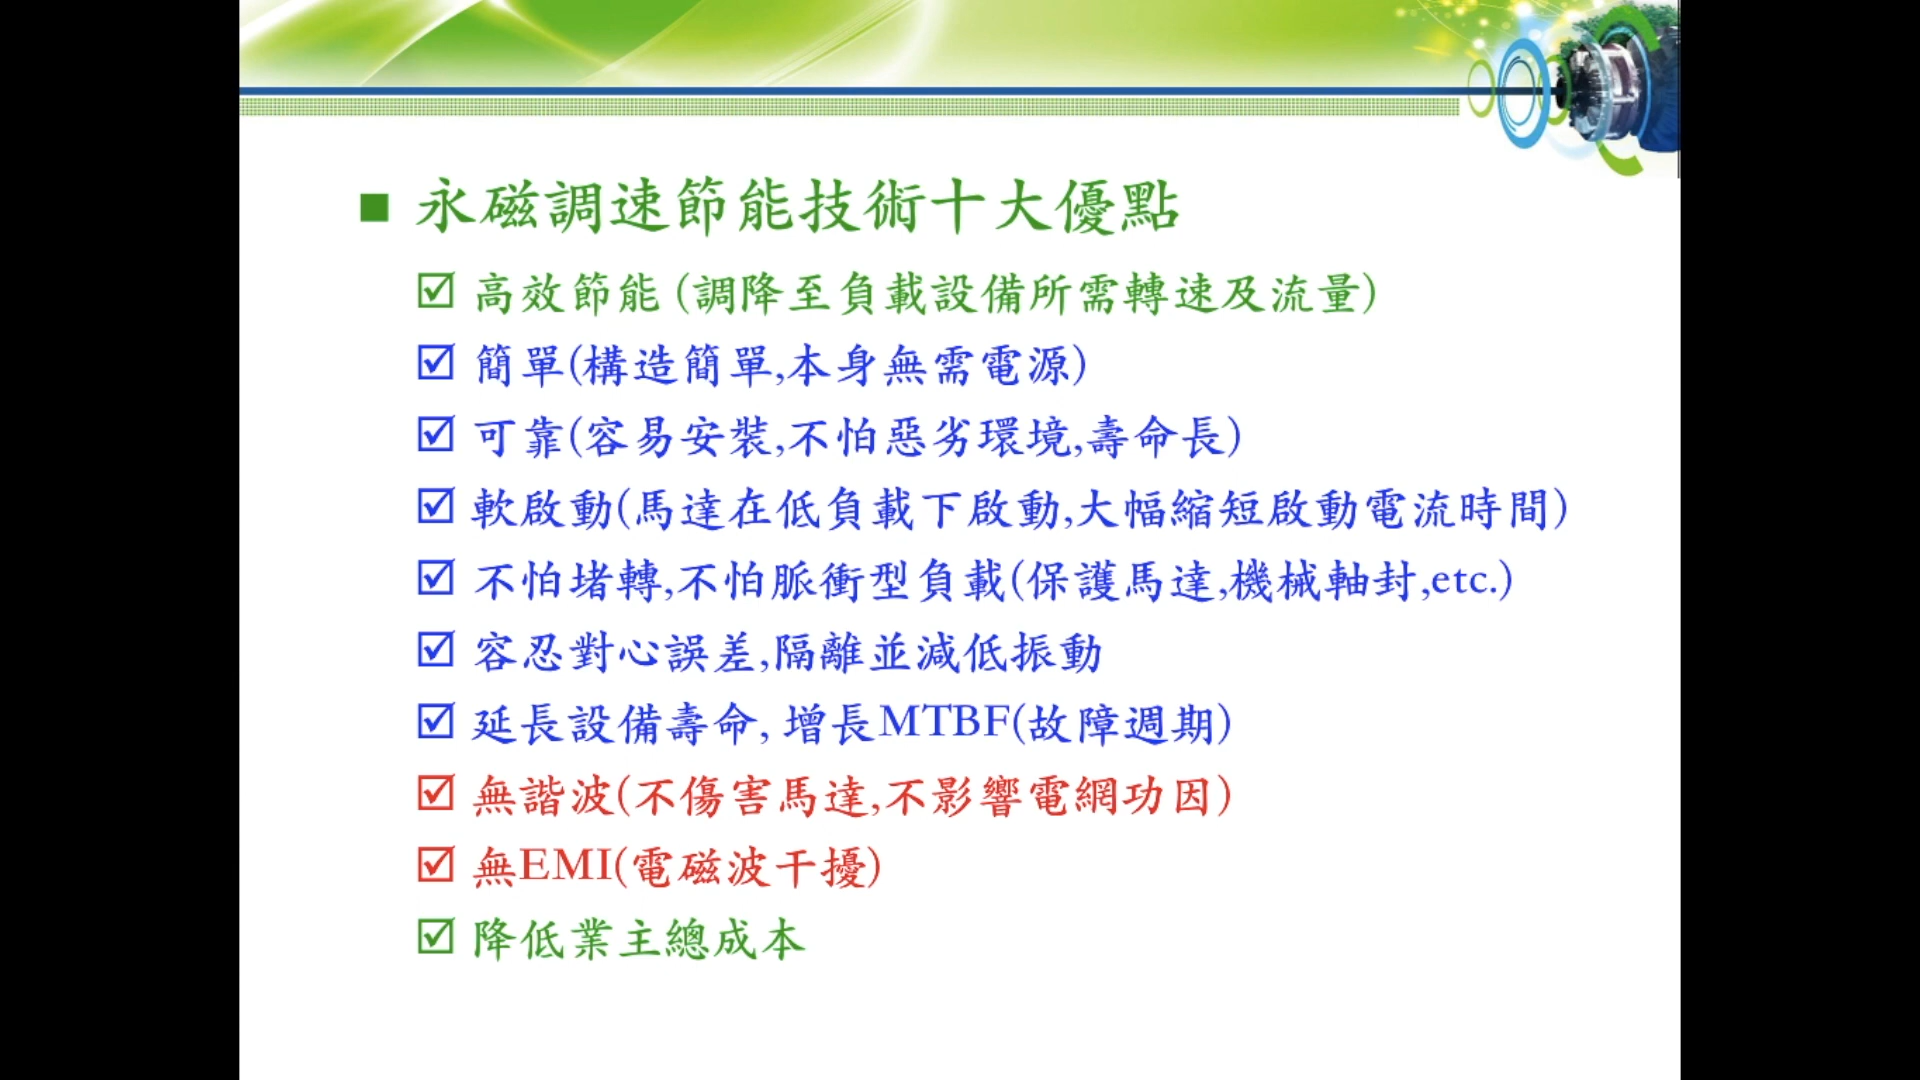 永磁調速節能技術十大優點
高效節能 (調降至負載設備所需轉速及流量)
簡單(構造簡單,本身無需電源)
可靠(容易安裝,不怕惡劣環境,壽命長)
軟啟動(馬達在低負載下啟動,大幅縮短啟動電流時間)
不怕堵轉,不怕脈衝型負載(保護馬達,機械軸封,etc.)
容忍對心誤差,隔離並減低振動
延長設備壽命, 增長MTBF(故障週期)
無諧波(不傷害馬達,不影響電網功因)
無EMI(電磁波干擾)
降低業主總成本